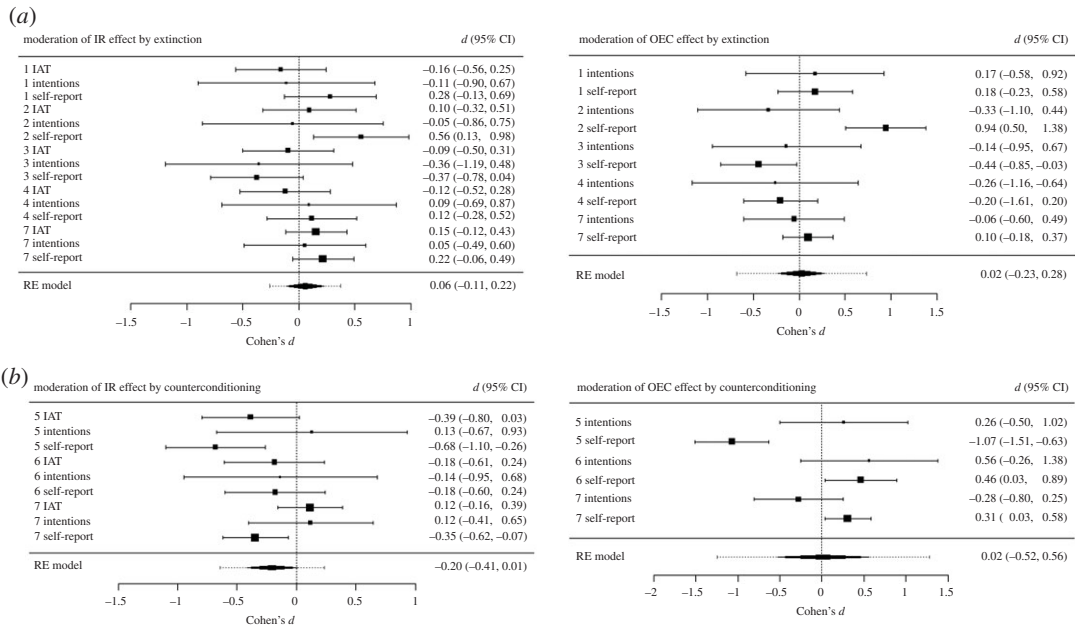 (a)
moderation of IR effect by extinction d (95% CI)
1 IAT −0.16 (−0.56, 0.25)
1 intentions −0.11 (−0.90, 0.67)
1 self-report 0.28 (−0.13, 0.69)
2 IAT 0.10 (−0.32, 0.51)
2 intentions −0.05 (−0.86, 0.75)
2 self-report 0.56 (0.13, 0.98)
3 IAT −0.09 (−0.50, 0.31)
3 intentions −0.36 (−1.19, 0.48)
3 self-report −0.37 (−0.78, 0.04)
4 IAT −0.12 (−0.52, 0.28)
4 intentions 0.09 (−0.69, 0.87)
4 self-report 0.12 (−0.28, 0.52)
7 IAT 0.15 (−0.12, 0.43)
7 intentions 0.05 (−0.49, 0.60)
7 self-report 0.22 (−0.06, 0.49)
RE model 0.06 (−0.11, 0.22)
−1.5 −1 −0.5 0 0.5 1
Cohen's d
moderation of OEC effect by extinction d (95% CI)
1 intentions 0.17 (−0.58, 0.92)
1 self-report 0.18 (−0.23, 0.58)
2 intentions −0.33 (−1.10, 0.44)
2 self-report 0.94 (0.50, 1.38)
3 intentions −0.14 (−0.95, 0.67)
3 self-report −0.44 (−0.85, −0.03)
4 intentions −0.26 (−1.16, −0.64)
4 self-report −0.20 (−1.61, 0.20)
7 intentions −0.06 (−0.60, 0.49)
7 self-report 0.10 (−0.18, 0.37)
RE model 0.02 (−0.23, 0.28)
−1.5 −1 −0.5 0 0.5 1 1.5
Cohen's d
(b)
moderation of IR effect by counterconditioning d (95% CI)
5 IAT −0.39 (−0.80, 0.03)
5 intentions 0.13 (−0.67, 0.93)
5 self-report −0.68 (−1.10, −0.26)
6 IAT −0.18 (−0.61, 0.24)
6 intentions −0.14 (−0.95, 0.68)
6 self-report −0.18 (−0.60, 0.24)
7 IAT 0.12 (−0.16, 0.39)
7 intentions 0.12 (−0.41, 0.65)
7 self-report −0.35 (−0.62, −0.07)
RE model −0.20 (−0.41, 0.01)
−1.5 −1 −0.5 0 0.5 1
Cohen's d
moderation of OEC effect by counterconditioning d (95% CI)
5 intentions 0.26 (−0.50, 1.02)
5 self-report −1.07 (−1.51, −0.63)
6 intentions 0.56 (−0.26, 1.38)
6 self-report 0.46 (0.03, 0.89)
7 intentions −0.28 (−0.80, 0.25)
7 self-report 0.31 ( 0.03, 0.58)
RE model 0.02 (−0.52, 0.56)
−2 −1.5 −1 −0.5 0 0.5 1 1.5
Cohen's d